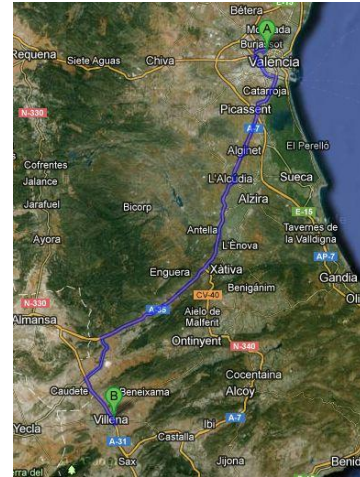 E-15
Bétera
A
Burjassot
Requena
Siete Aguas
Chiva
Valencia
Catarroja
N-330
Picassent
A-7
Alginet
El Perelló
Cofrentes
L'Alcúdia
Sueca
Jalance
Alzira
Jarafuel
Bicorp
E-15
Antella
Tavernes de
la Valldigna
Ayora
L'Ènova
AP-7
Enguera
Xàtiva
Gandia
CV-40
Benigánim
N-330
Almansa
Aielo de
Malferit
Ontinyent
N-340
Cocentaina
Caudete
Beneixama
Alcoy
B
Villena
Yecla
Ibi
A-7
A-31
Castalla
Sax
Jijona